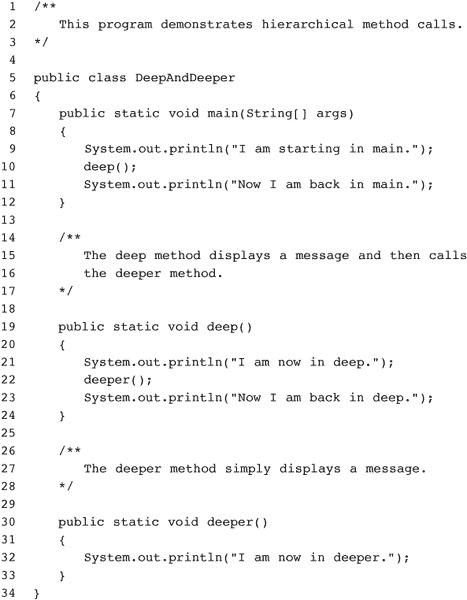 1 /**
2 This program demonstrates hierarchical method calls.
3 */
4
5 public class DeepAndDeeper
6 {
7 public static void main(String[] args)
8 {
9 System.out.println("I am starting in main.");
10 deep();
11 System.out.println("Now I am back in main.");
12 }
13
14 /**
15 The deep method displays a message and then calls
16 the deeper method.
17 */
18
19 public static void deep()
20 {
21 System.out.println("I am now in deep.");
22 deeper();
23 System.out.println("Now I am back in deep.");
24 }
25
26 /**
27 The deeper method simply displays a message.
28 */
29
30 public static void deeper()
31 {
32 System.out.println("I am now in deeper.");
33 }
34 }